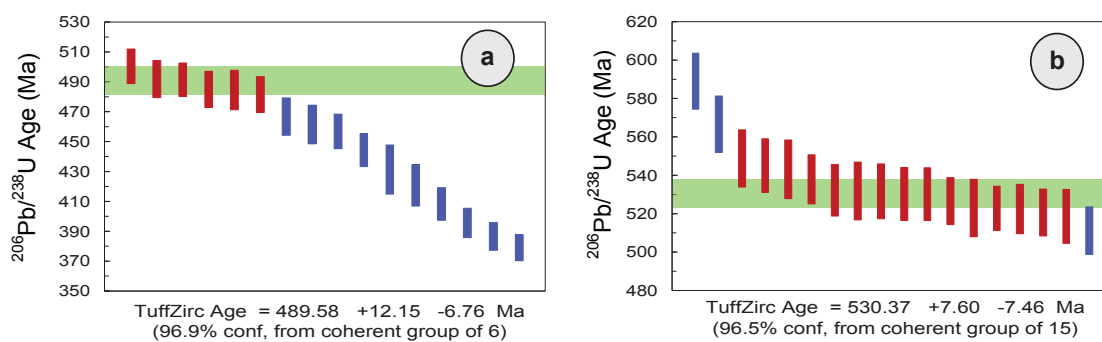 530
510
490
470
450
430
410
390
370
350
206Pb/238U Age (Ma)
a
TuffZirc Age = 489.58 +12.15 -6.76 Ma
(96.9% conf, from coherent group of 6)
620
600
580
560
540
520
500
480
206Pb/238U Age (Ma)
b
TuffZirc Age = 530.37 +7.60 -7.46 Ma
(96.5% conf, from coherent group of 15)